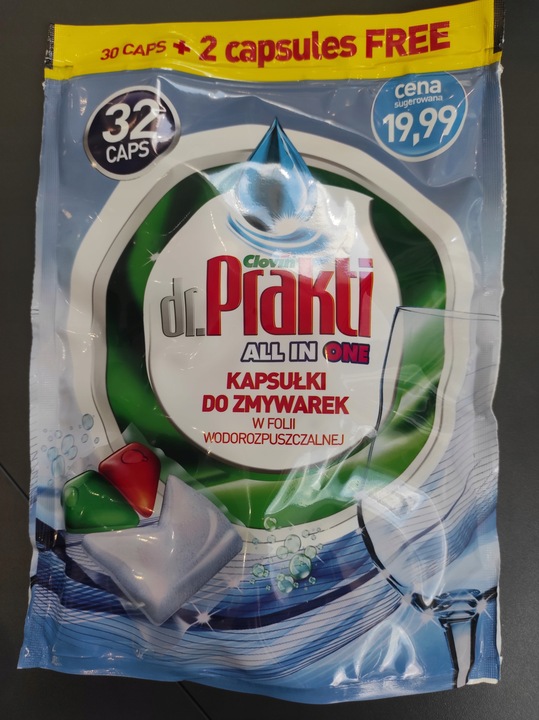 30 CAPS + 2 capsules FREE
32
CAPS
cena
sugerowana
19,99
Clovin
dr.Prakti
ALL IN ONE
KAPSUŁKI
DO ZMYWAREK
W FOLII
WODOROZPUSZCZALNEJ